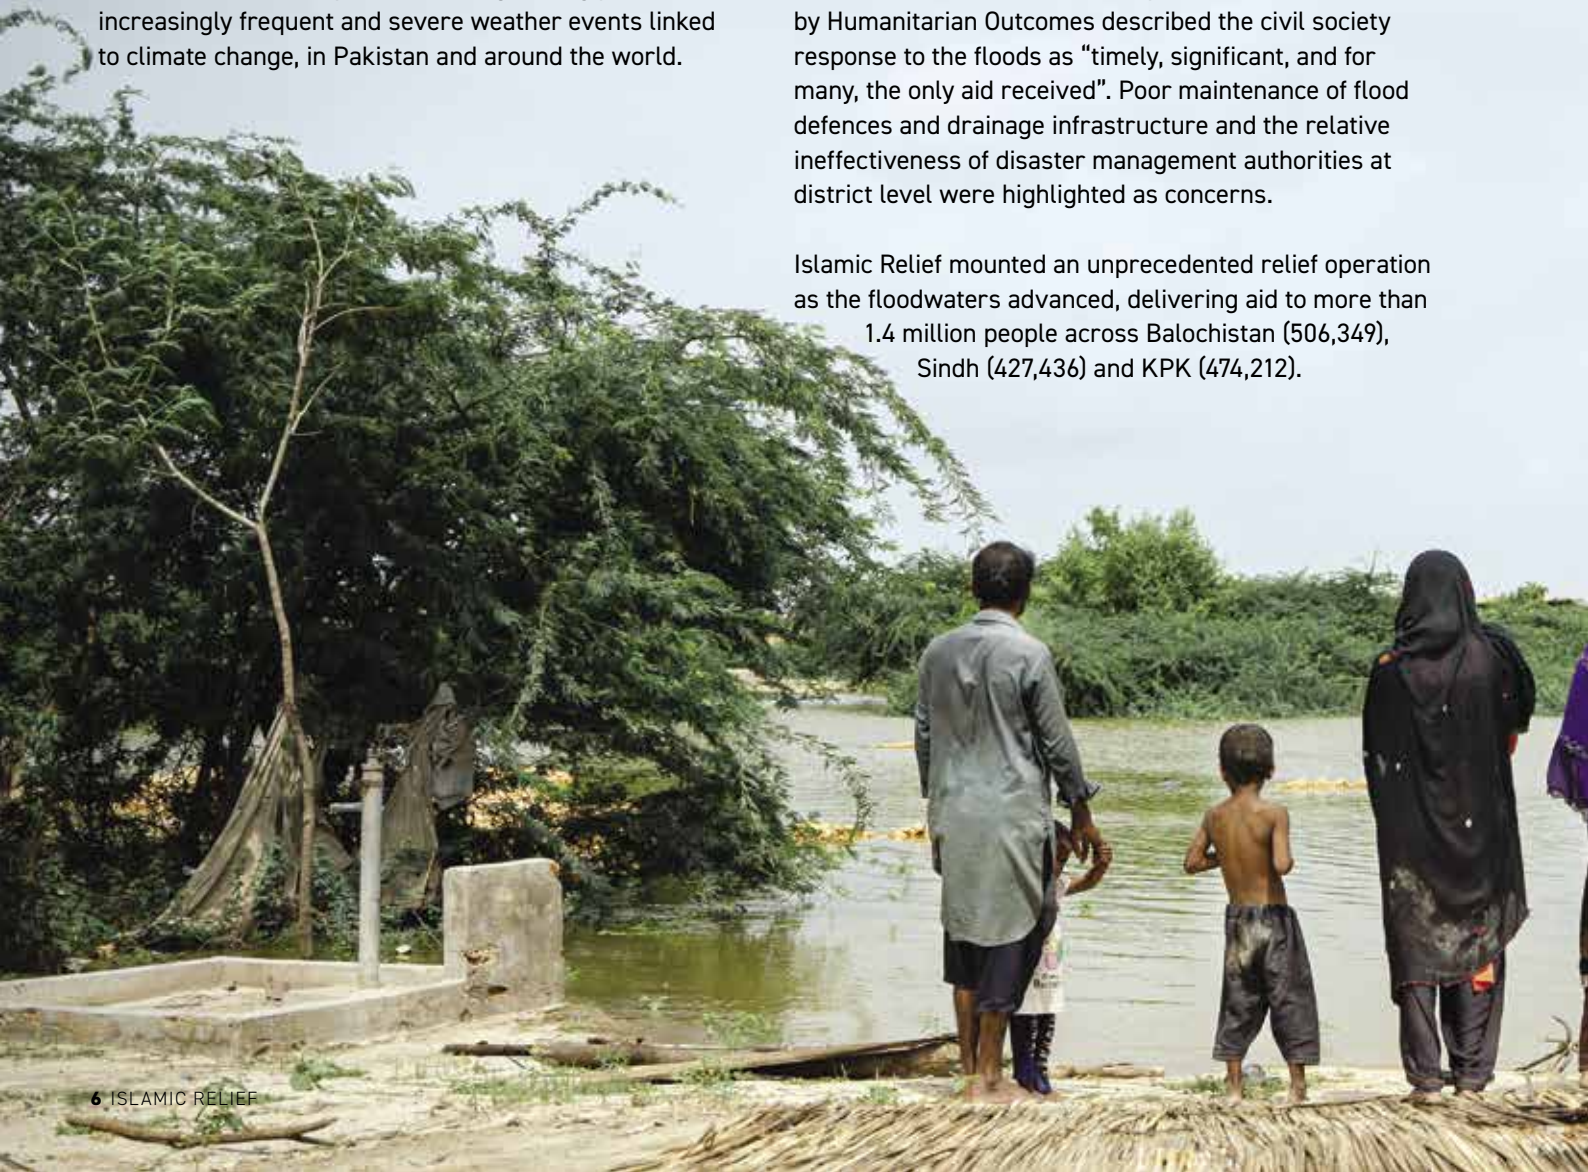 increasingly frequent and severe weather events linked
to climate change, in Pakistan and around the world.
by Humanitarian Outcomes described the civil society
response to the floods as “timely, significant, and for
many, the only aid received”. Poor maintenance of flood
defences and drainage infrastructure and the relative
ineffectiveness of disaster management authorities at
district level were highlighted as concerns.
Islamic Relief mounted an unprecedented relief operation
as the floodwaters advanced, delivering aid to more than
1.4 million people across Balochistan (506,349),
Sindh (427,436) and KPK (474,212).
6 ISLAMIC RELIEF